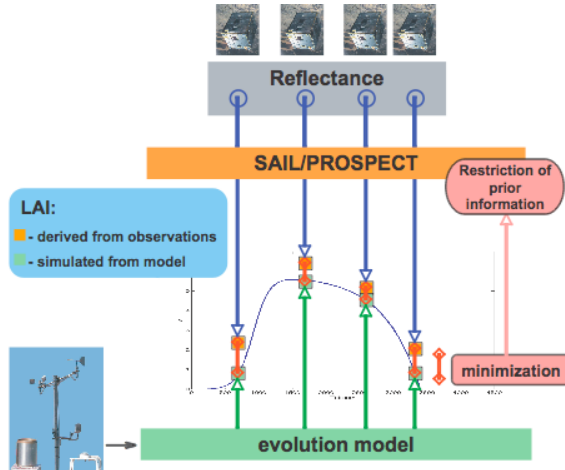 Reflectance
SAIL/PROSPECT
Restriction of
prior
information
LAI:
- derived from observations
- simulated from model
minimization
evolution model